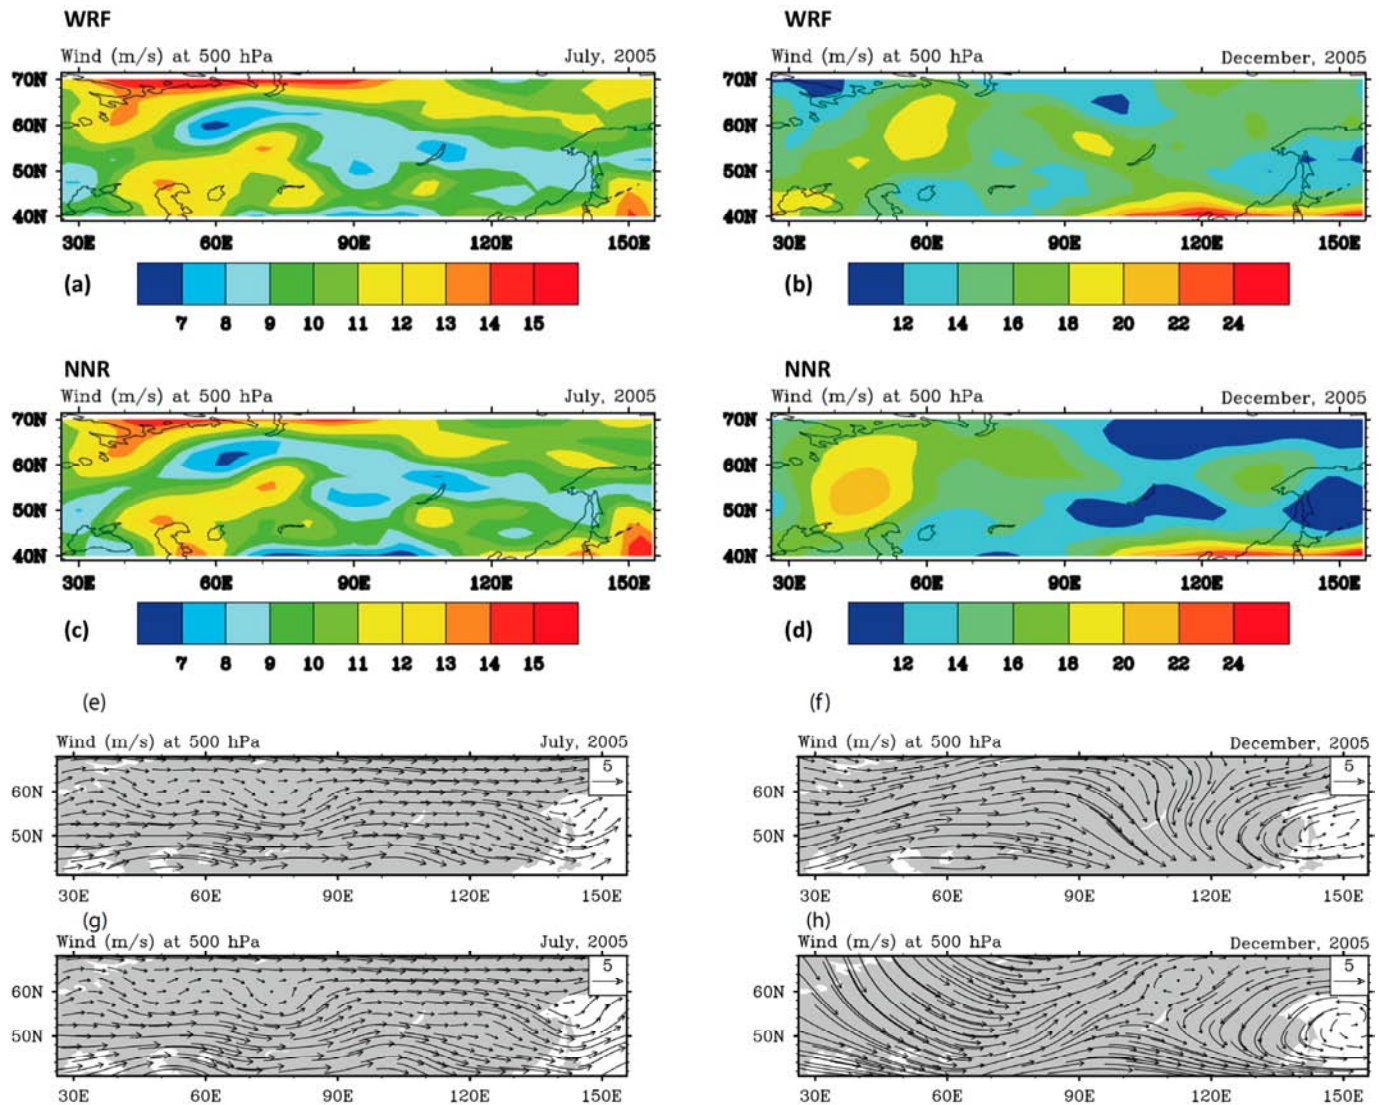 WRF
Wind (m/s) at 500 hPa July, 2005
70N
60N
50N
40N
30E 60E 90E 120E 150E
(a)
7 8 9 10 11 12 13 14 15
WRF
Wind (m/s) at 500 hPa December, 2005
70N
60N
50N
40N
30E 60E 90E 120E 150E
(b)
12 14 16 18 20 22 24
NNR
Wind (m/s) at 500 hPa July, 2005
70N
60N
50N
40N
30E 60E 90E 120E 150E
(c)
7 8 9 10 11 12 13 14 15
NNR
Wind (m/s) at 500 hPa December, 2005
70N
60N
50N
40N
30E 60E 90E 120E 150E
(d)
12 14 16 18 20 22 24
(e)
Wind (m/s) at 500 hPa July, 2005
5
60N
50N
30E 60E 90E 120E 150E
(f)
Wind (m/s) at 500 hPa December, 2005
5
60N
50N
30E 60E 90E 120E 150E
(g)
Wind (m/s) at 500 hPa July, 2005
5
60N
50N
30E 60E 90E 120E 150E
(h)
Wind (m/s) at 500 hPa December, 2005
5
60N
50N
30E 60E 90E 120E 150E